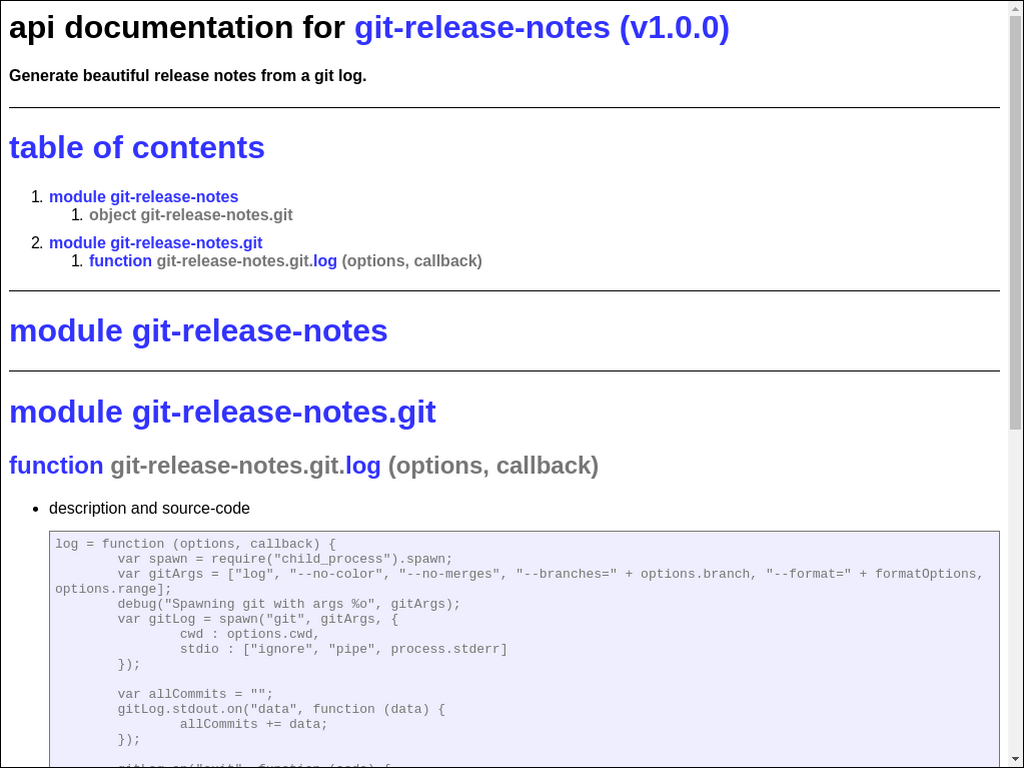 api documentation for git-release-notes (v1.0.0)
Generate beautiful release notes from a git log.
table of contents
1. module git-release-notes
1. object git-release-notes.git
2. module git-release-notes.git
1. function git-release-notes.git.log (options, callback)
module git-release-notes
module git-release-notes.git
function git-release-notes.git.log (options, callback)
• description and source-code
log = function (options, callback) {
var spawn = require("child_process").spawn;
var gitArgs = ["log", "--no-color", "--no-merges", "--branches=" + options.branch, "--format=" + formatOptions,
options.range];
debug("Spawning git with args %o", gitArgs);
var gitLog = spawn("git", gitArgs, {
cwd : options.cwd,
stdio : ["ignore", "pipe", process.stderr]
});
var allCommits = "";
gitLog.stdout.on("data", function (data) {
allCommits += data;
});
gitLog.on("exit", function (code) {